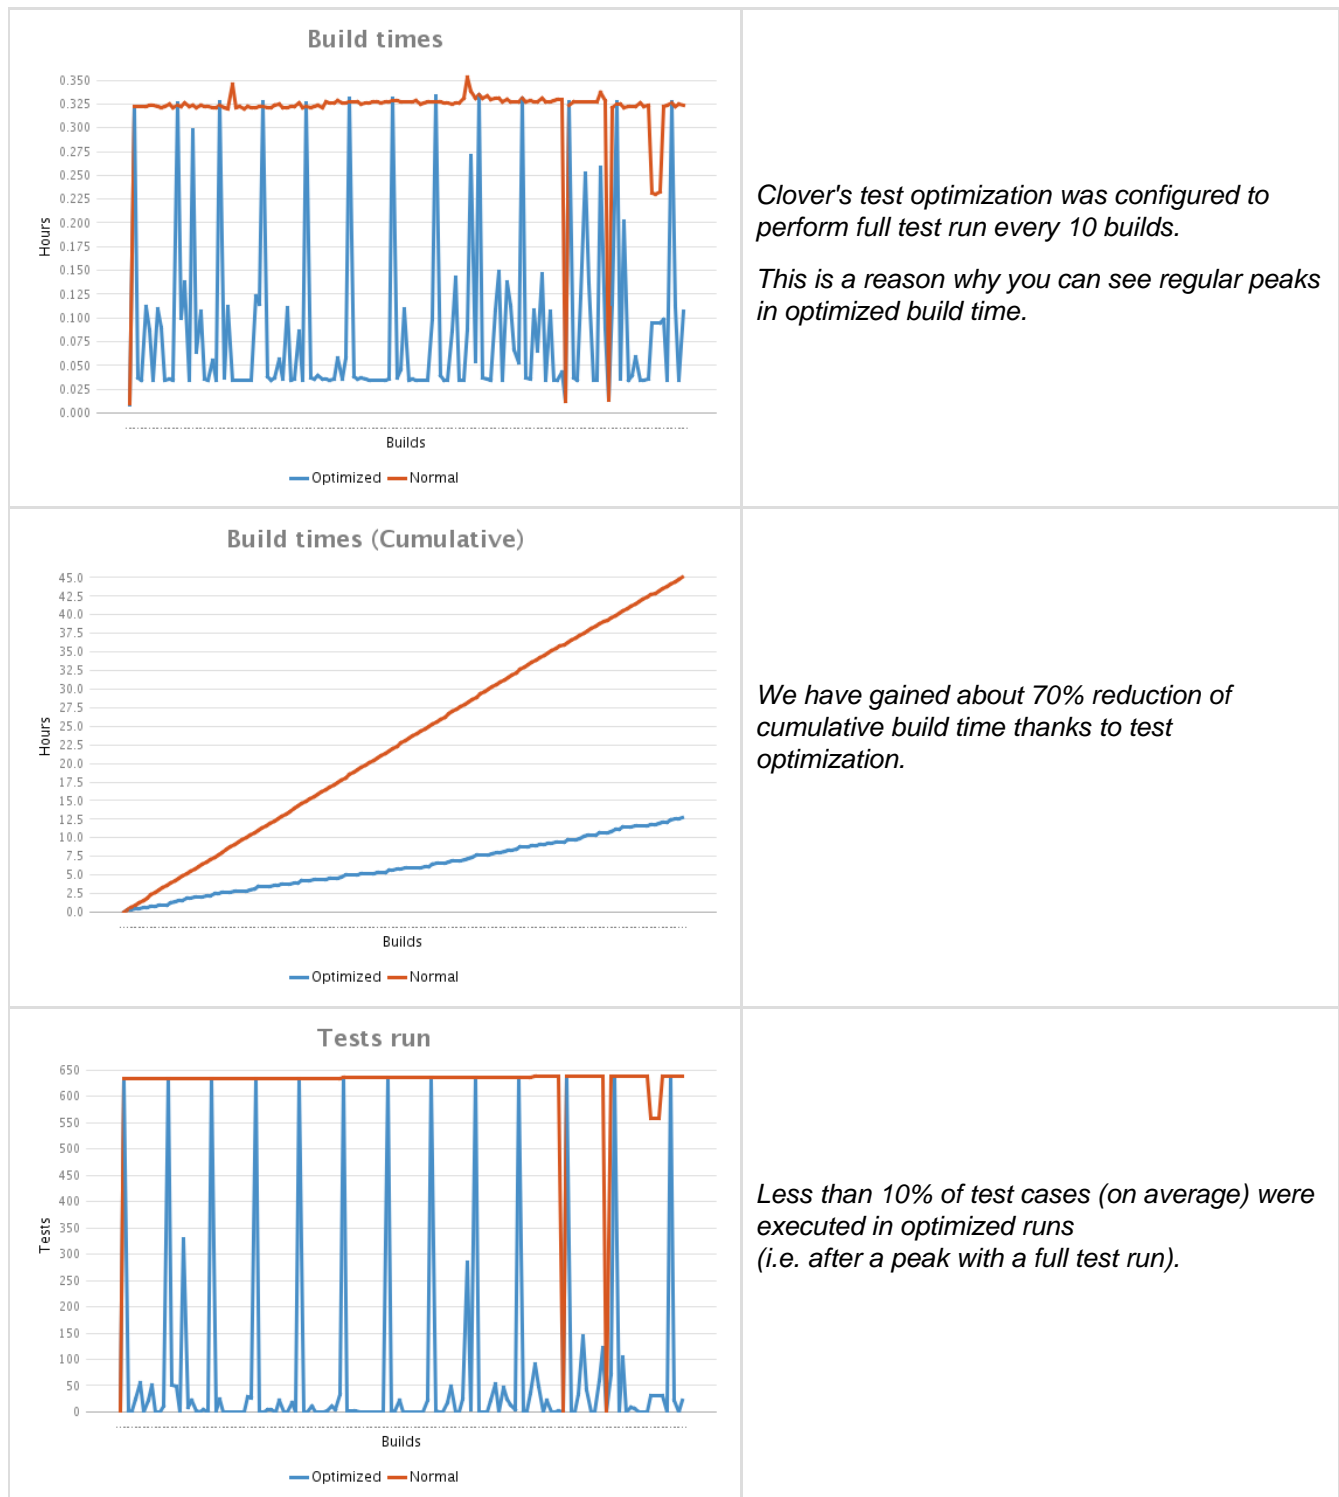 Build times
0.350
0.325
0.300
0.275
0.250
0.225
0.200
0.175
0.150
0.125
0.100
0.075
0.050
0.025
0.000
Hours
Builds
Optimized Normal
Clover's test optimization was configured to
perform full test run every 10 builds.
This is a reason why you can see regular peaks
in optimized build time.
Build times (Cumulative)
45.0
42.5
40.0
37.5
35.0
32.5
30.0
27.5
25.0
22.5
20.0
17.5
15.0
12.5
10.0
7.5
5.0
2.5
0.0
Hours
Builds
Optimized Normal
We have gained about 70% reduction of
cumulative build time thanks to test
optimization.
Tests run
650
600
550
500
450
400
350
300
250
200
150
100
50
0
Tests
Builds
Optimized Normal
Less than 10% of test cases (on average) were
executed in optimized runs
(i.e. after a peak with a full test run).